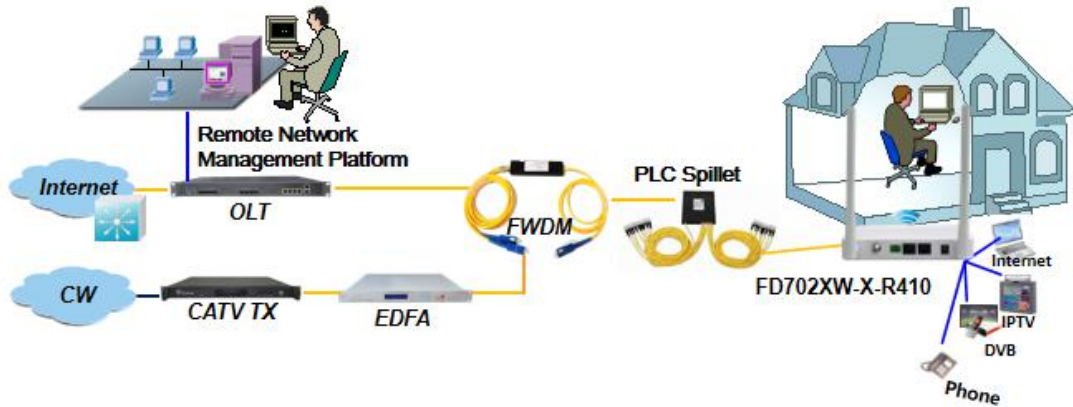 Remote Network
Management Platform
Internet
OLT
FWDM
PLC Spillet
CW
CATV TX
EDFA
FD702XW-X-R410
Internet
IPTV
DVB
Phone